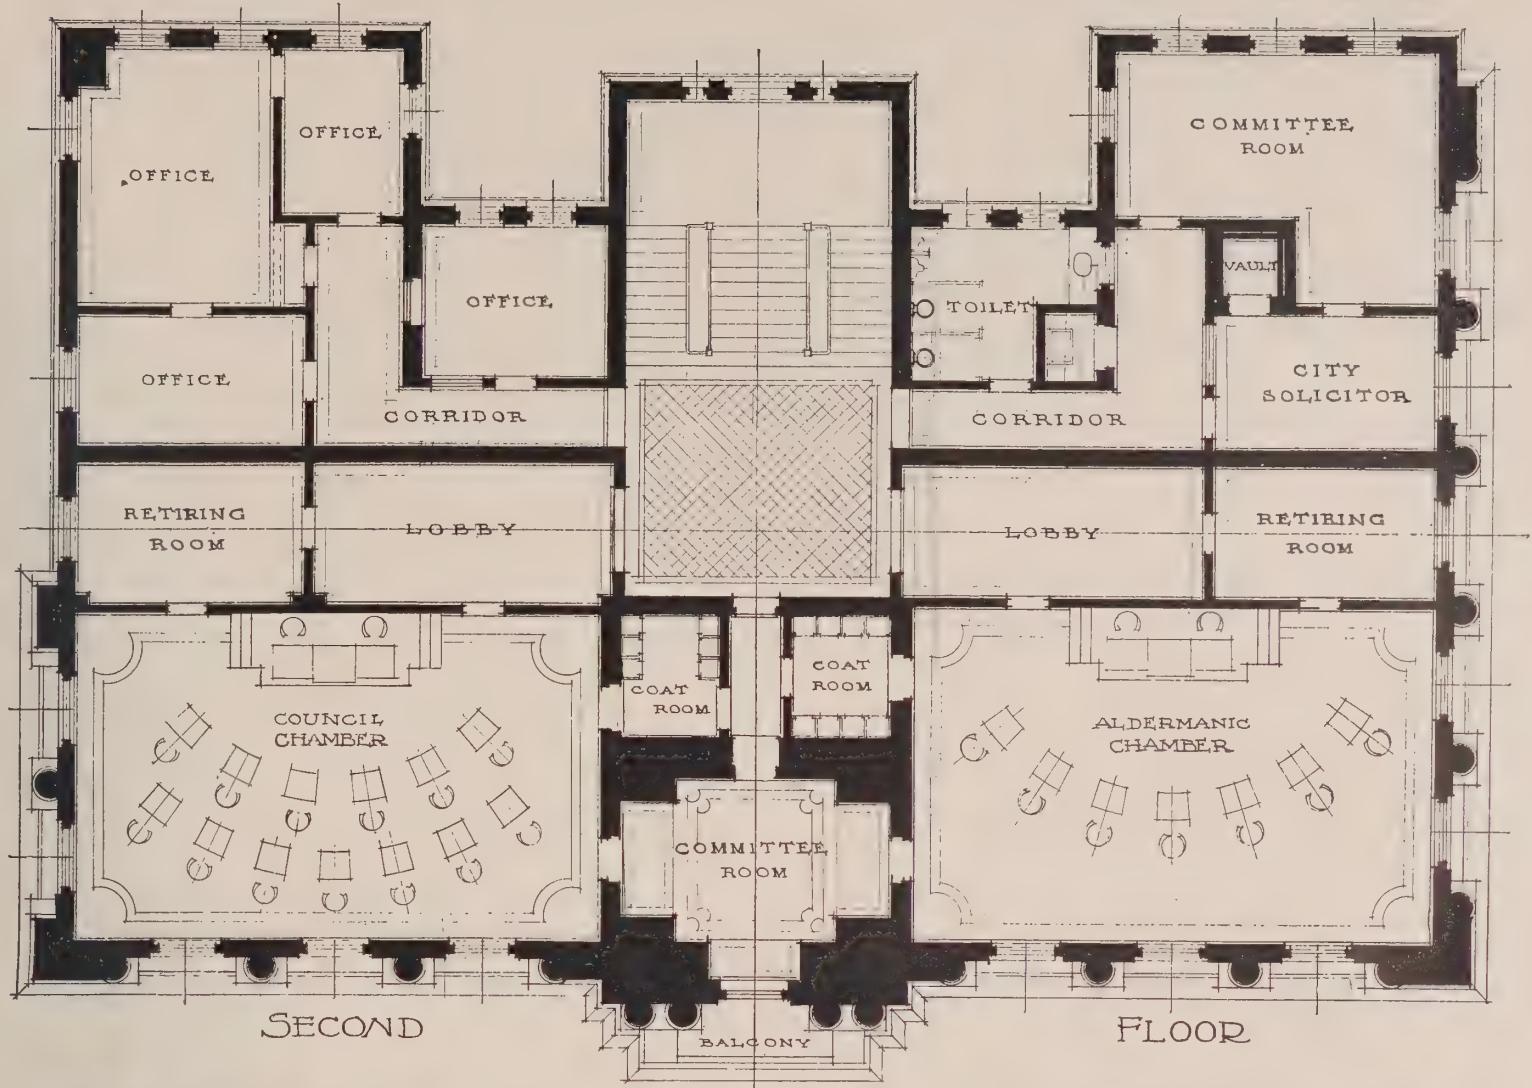 OFFICE
OFFICE
OFFICE
OFFICE
CORRIDOR
RETIRING
ROOM
LOBBY
COMMITTEE
ROOM
VAULT
TOILET
CITY
SOLICITOR
CORRIDOR
LOBBY
RETIRING
ROOM
COUNCIL
CHAMBER
COAT
ROOM
COAT
ROOM
ALDERMANIC
CHAMBER
COMMITTEE
ROOM
BALCONY
SECOND FLOOR